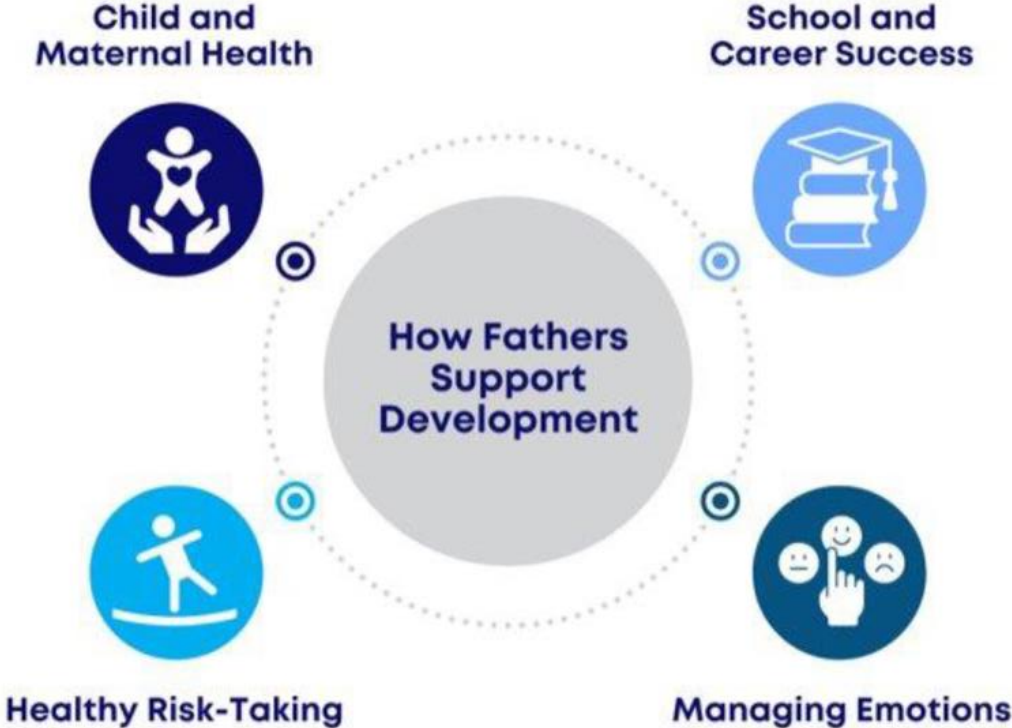 Child and
Maternal Health
School and
Career Success
How Fathers
Support
Development
Healthy Risk-Taking
Managing Emotions